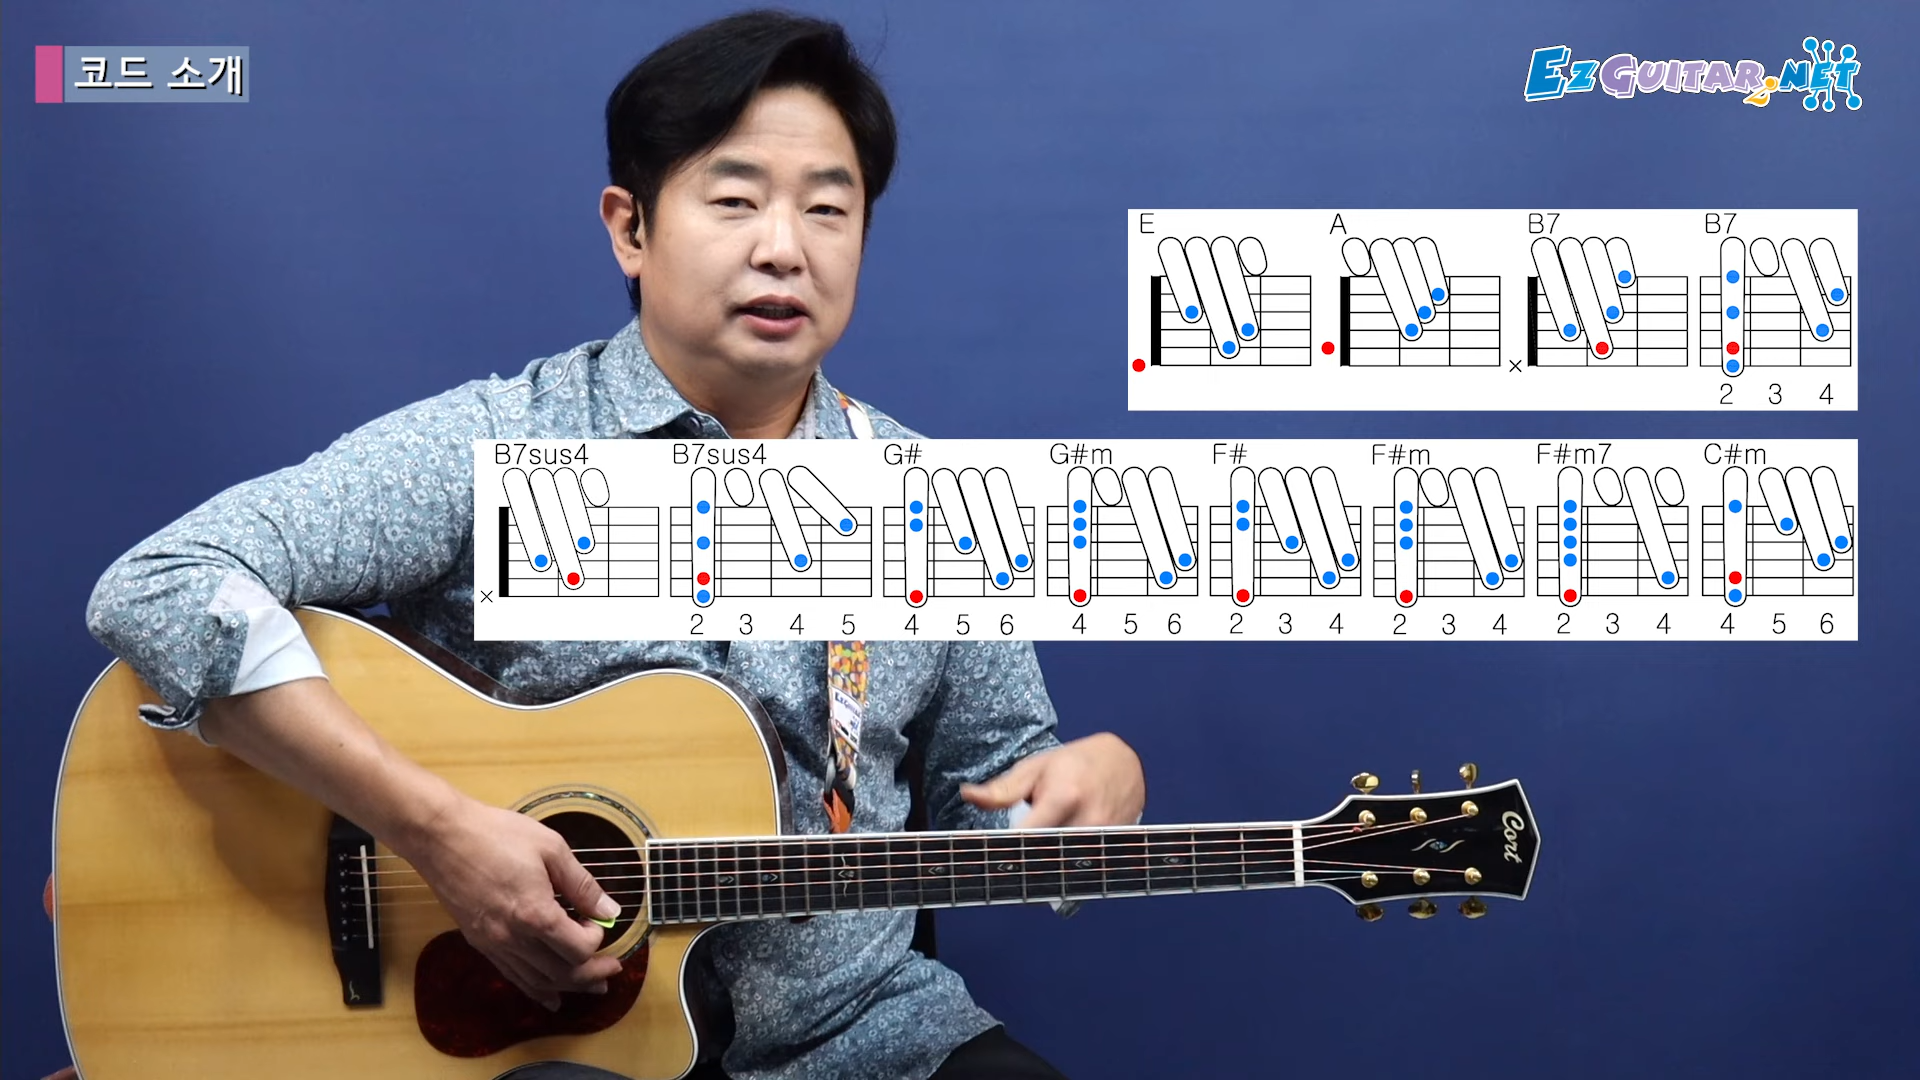 코드 소개
EZGUITAR.NET
E A B7 B7
×
2 3 4
B7sus4 B7sus4 G# G#m F# F#m F#m7 C#m
×
2 3 4 5 4 5 6 4 5 6 2 3 4 2 3 4 2 3 4 4 5 6
Cort